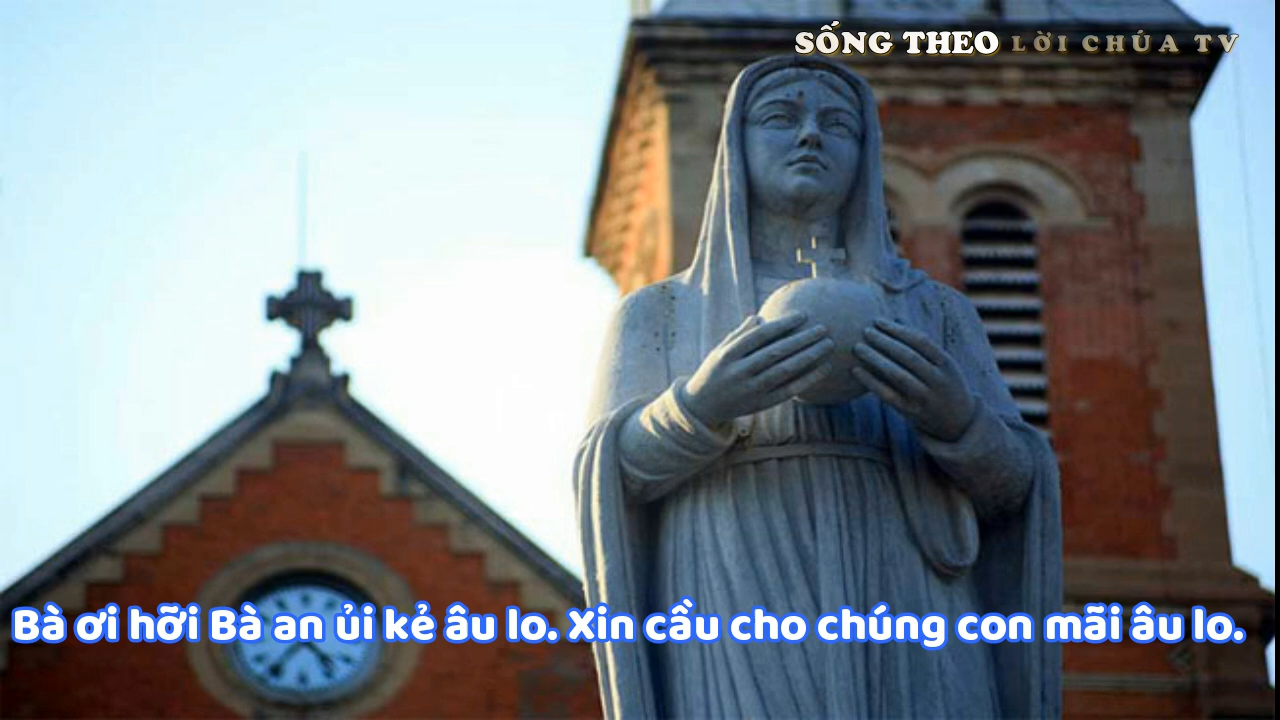 SỐNG THEO LỜI CHÚA TV
Bà ơi hỡi Bà an ủi kẻ âu lo. Xin cầu cho chúng con mãi âu lo.